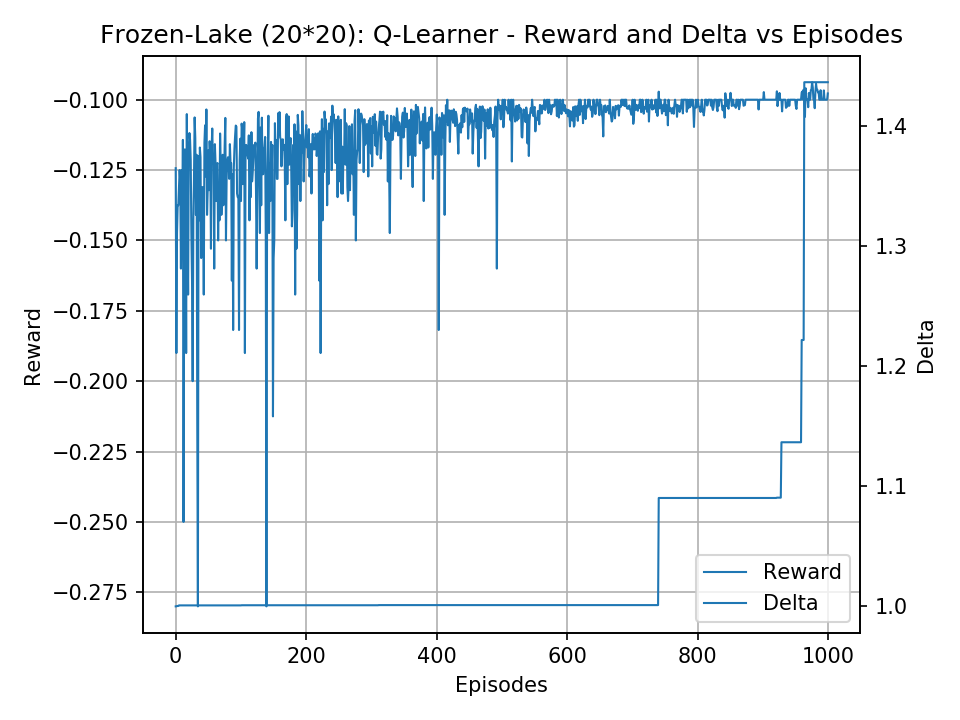 Frozen-Lake (20*20): Q-Learner - Reward and Delta vs Episodes
Reward
−0.100
−0.125
−0.150
−0.175
−0.200
−0.225
−0.250
−0.275
1.4
1.3
1.2
1.1
1.0
Delta
Reward
Delta
0 200 400 600 800 1000
Episodes